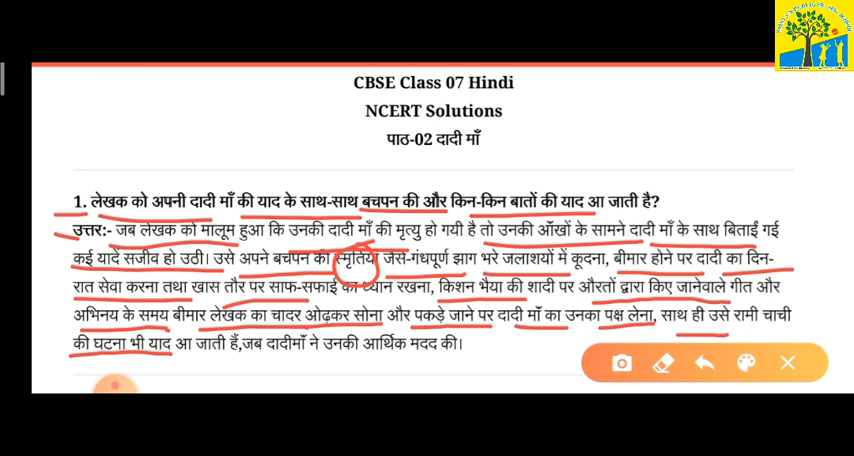 CBSE Class 07 Hindi
NCERT Solutions
पाठ-02 दादी माँ
1. लेखक को अपनी दादी माँ की याद के साथ-साथ बचपन की और किन-किन बातों की याद आ जाती है?
उत्तर:- जब लेखक को मालूम हुआ कि उनकी दादी माँ की मृत्यु हो गयी है तो उनकी आँखों के सामने दादी माँ के साथ बिताईं गई
कई यादें सजीव हो उठी। उसे अपने बचपन की स्मृतियाँ जैसे-गंधपूर्ण झाग भरे जलाशयों में कूदना, बीमार होने पर दादी का दिन-
रात सेवा करना तथा खास तौर पर साफ-सफाई का ध्यान रखना, किशन भैया की शादी पर औरतों द्वारा किए जानेवाले गीत और
अभिनय के समय बीमार लेखक का चादर ओढ़कर सोना और पकड़े जाने पर दादी माँ का उनका पक्ष लेना, साथ ही उसे रामी चाची
की घटना भी याद आ जाती हैं,जब दादीमाँ ने उनकी आर्थिक मदद की।